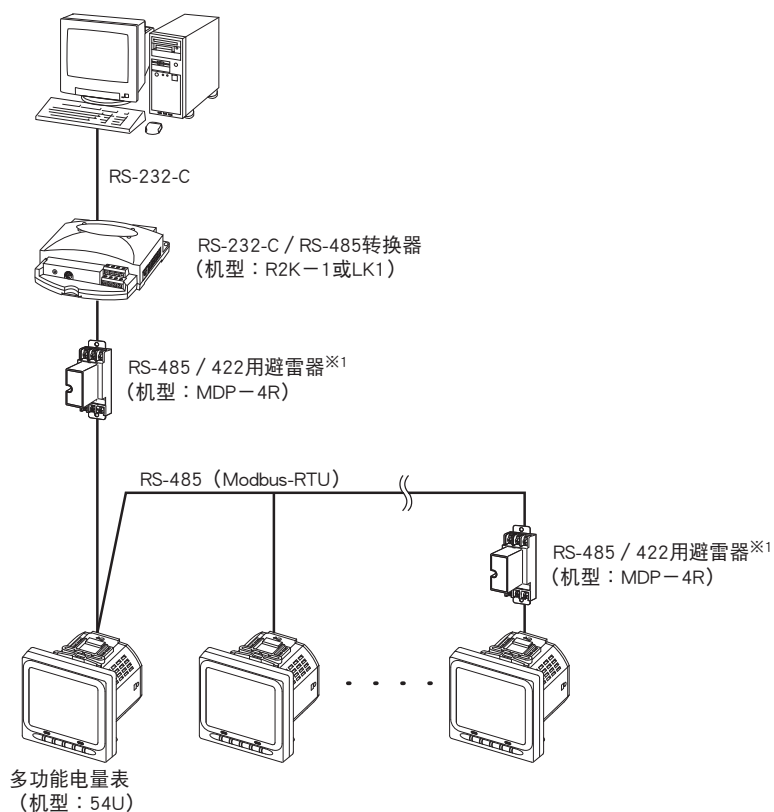 RS-232-C
RS-232-C / RS-485转换器
（机型：R2K－1或LK1）
RS-485 / 422用避雷器※1
（机型：MDP－4R）
RS-485（Modbus-RTU）
RS-485 / 422用避雷器※1
（机型：MDP－4R）
多功能电量表
（机型：54U）